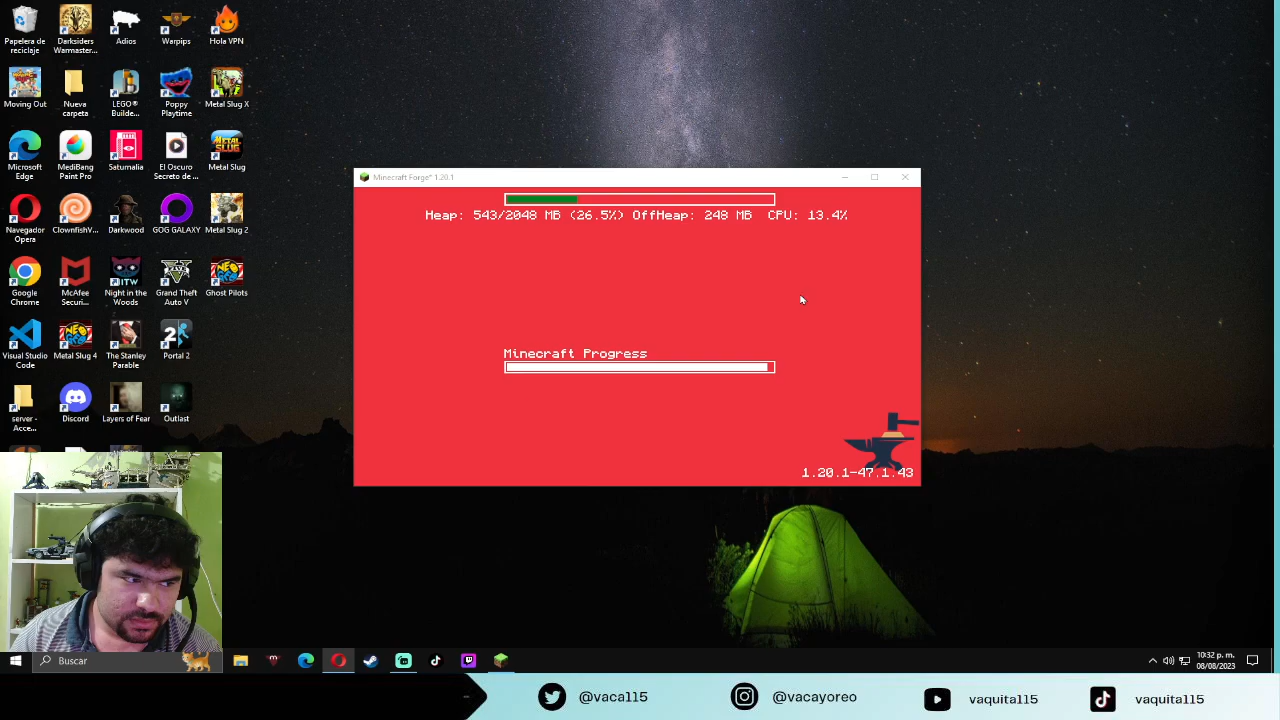 Papelera de
reciclaje
Darksiders
Warmaster...
Adios
Warpips
Hola VPN
Moving Out
Nueva
carpeta
LEGO®
Builde...
Poppy
Playtime
Metal Slug X
Microsoft
Edge
MediBang
Paint Pro
Saturnalia
El Oscuro
Secreto de ...
Metal Slug
Navegador
Opera
ClownfishV...
Darkwood
GOG GALAXY
Metal Slug 2
Google
Chrome
McAfee
Securi...
Night in the
Woods
Grand Theft
Auto V
Ghost Pilots
Visual Studio
Code
Metal Slug 4
The Stanley
Parable
Portal 2
server -
Acce...
Discord
Layers of Fear
Outlast
Minecraft Forge* 1.20.1
Heap: 543/2048 MB (26.5%) OffHeap: 248 MB CPU: 13.4%
Minecraft Progress
1.20.1-47.1.43
Buscar
10:32 p. m.
08/08/2023
@vaca115
@vacayoreo
vaquita115
vaquita115